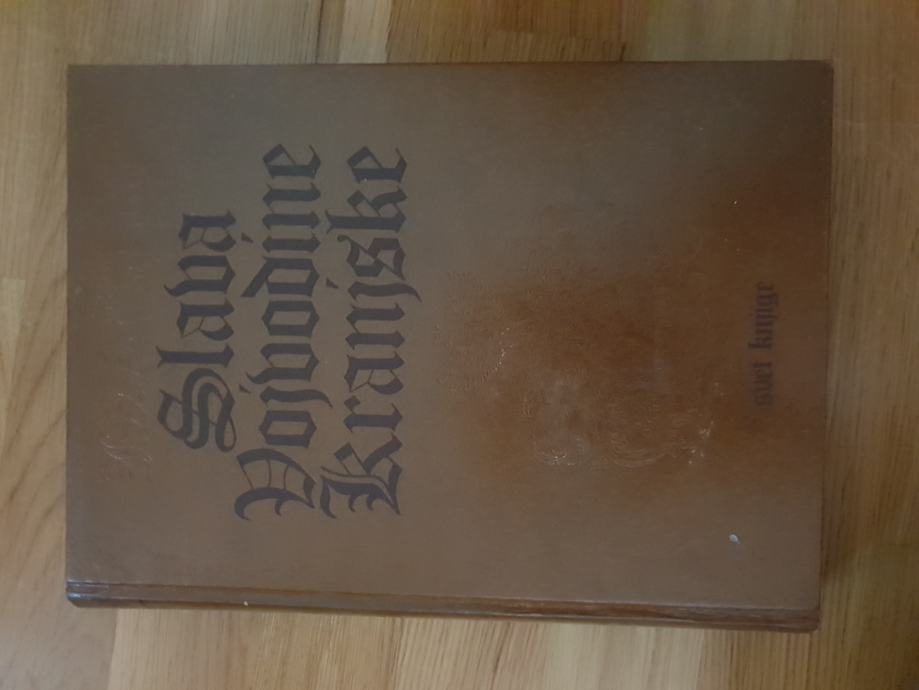 Slava
Vojvodine
Kranjske
svet knjige